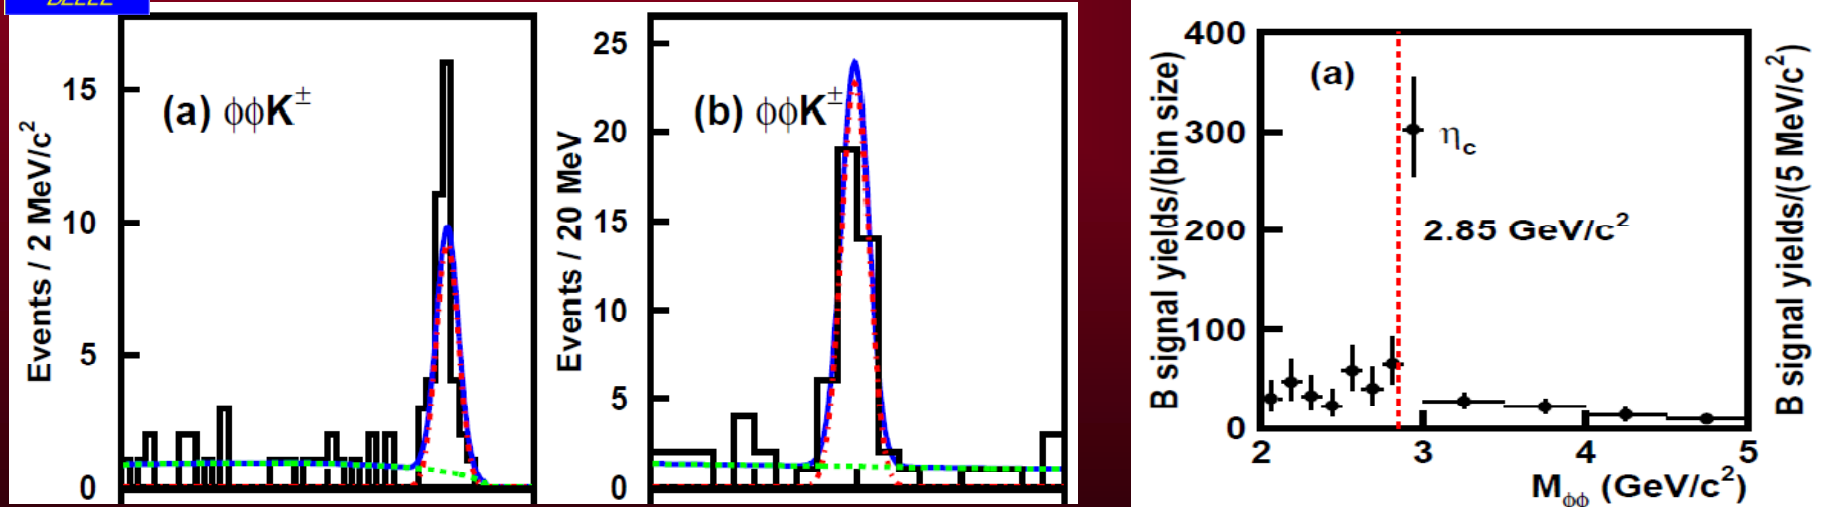 BELLE
Events / 2 MeV/c²
15
10
5
0
(a) ϕϕK±
Events / 20 MeV
25
20
15
10
5
0
(b) ϕϕK±
B signal yields/(bin size)
400
300
200
100
0
(a)
ηc
2.85 GeV/c²
2 3 4 5
Mϕϕ (GeV/c²)
B signal yields/(5 MeV/c²)